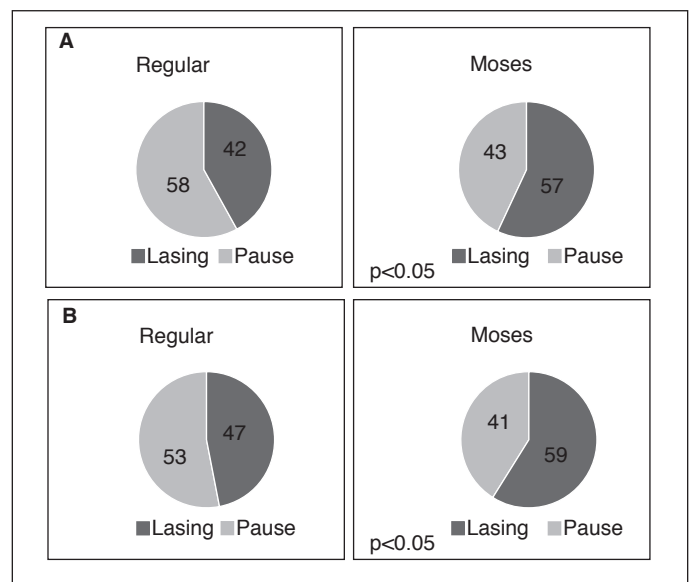 A
Regular
42
58
Lasing Pause
Moses
43
57
Lasing Pause
p<0.05
B
Regular
47
53
Lasing Pause
Moses
41
59
Lasing Pause
p<0.05